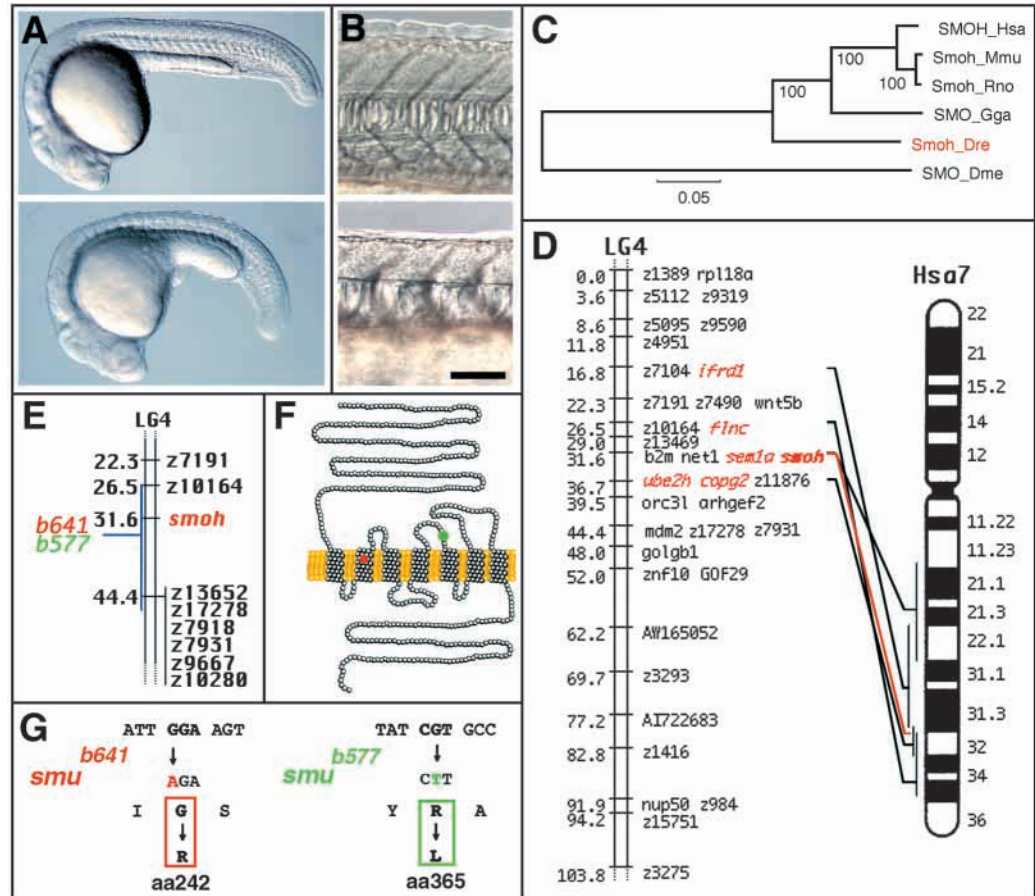 A
B
C
SMOH_Hsa
Smoh_Mmu
Smoh_Rno
SMO_Gga
Smoh_Dre
SMO_Dme
100
100
100
0.05
D
LG4
0.0 z1389 rpl18a
3.6 z5112 z9319
8.6 z5095 z9590
11.8 z4951
16.8 z7104 ifrd1
22.3 z7191 z7490 wnt5b
26.5 z10164 flnc
29.0 z13469
31.6 b2m net1 sem1a smoh
36.7 ube2h copg2 z11876
39.5 orc3l arhgef2
44.4 mdm2 z17278 z7931
48.0 golgb1
52.0 znf10 GOF29
62.2 AW165052
69.7 z3293
77.2 AI722683
82.8 z1416
91.9 nup50 z984
94.2 z15751
103.8 z3275
Hsa7
22
21
15.2
14
12
11.22
11.23
21.1
21.3
22.1
31.1
31.3
32
34
36
E
LG4
22.3 z7191
26.5 z10164
b641 31.6 smoh
b577
44.4 z13652
z17278
z7918
z7931
z9667
z10280
F
G
ATT GGA AGT
smu b641
AGA
I G S
R
aa242
TAT CGT GCC
smu b577
CTT
Y R A
L
aa365